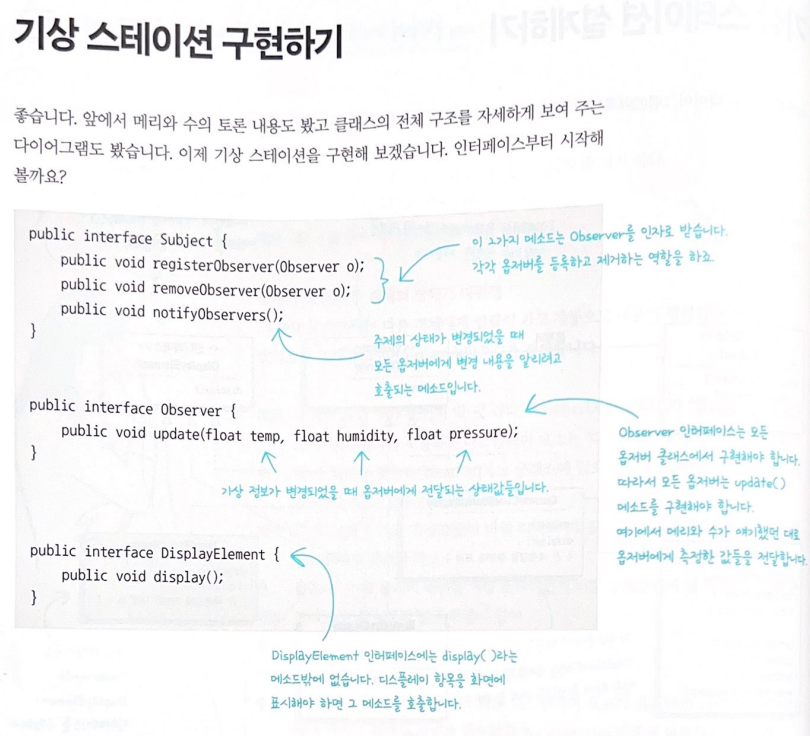 기상 스테이션 구현하기
좋습니다. 앞에서 메리와 수의 토론 내용도 봤고 클래스의 전체 구조를 자세하게 보여 주는
다이어그램도 봤습니다. 이제 기상 스테이션을 구현해 보겠습니다. 인터페이스부터 시작해
볼까요?
public interface Subject {
public void registerObserver(Observer o);
public void removeObserver(Observer o);
public void notifyObservers();
}
이 2가지 메소드는 Observer를 인자로 받습니다.
각각 옵저버를 등록하고 제거하는 역할을 하죠.
주제의 상태가 변경되었을 때
모든 옵저버에게 변경 내용을 알리려고
호출되는 메소드입니다.
public interface Observer {
public void update(float temp, float humidity, float pressure);
}
기상 정보가 변경되었을 때 옵저버에게 전달되는 상태값들입니다.
Observer 인터페이스는 모든
옵저버 클래스에서 구현해야 합니다.
따라서 모든 옵저버는 update()
메소드를 구현해야 합니다.
여기에서 메리와 수가 얘기했던 대로
옵저버에게 측정한 값들을 전달합니다.
public interface DisplayElement {
public void display();
}
DisplayElement 인터페이스에는 display( )라는
메소드밖에 없습니다. 디스플레이 항목을 화면에
표시해야 하면 그 메소드를 호출합니다.